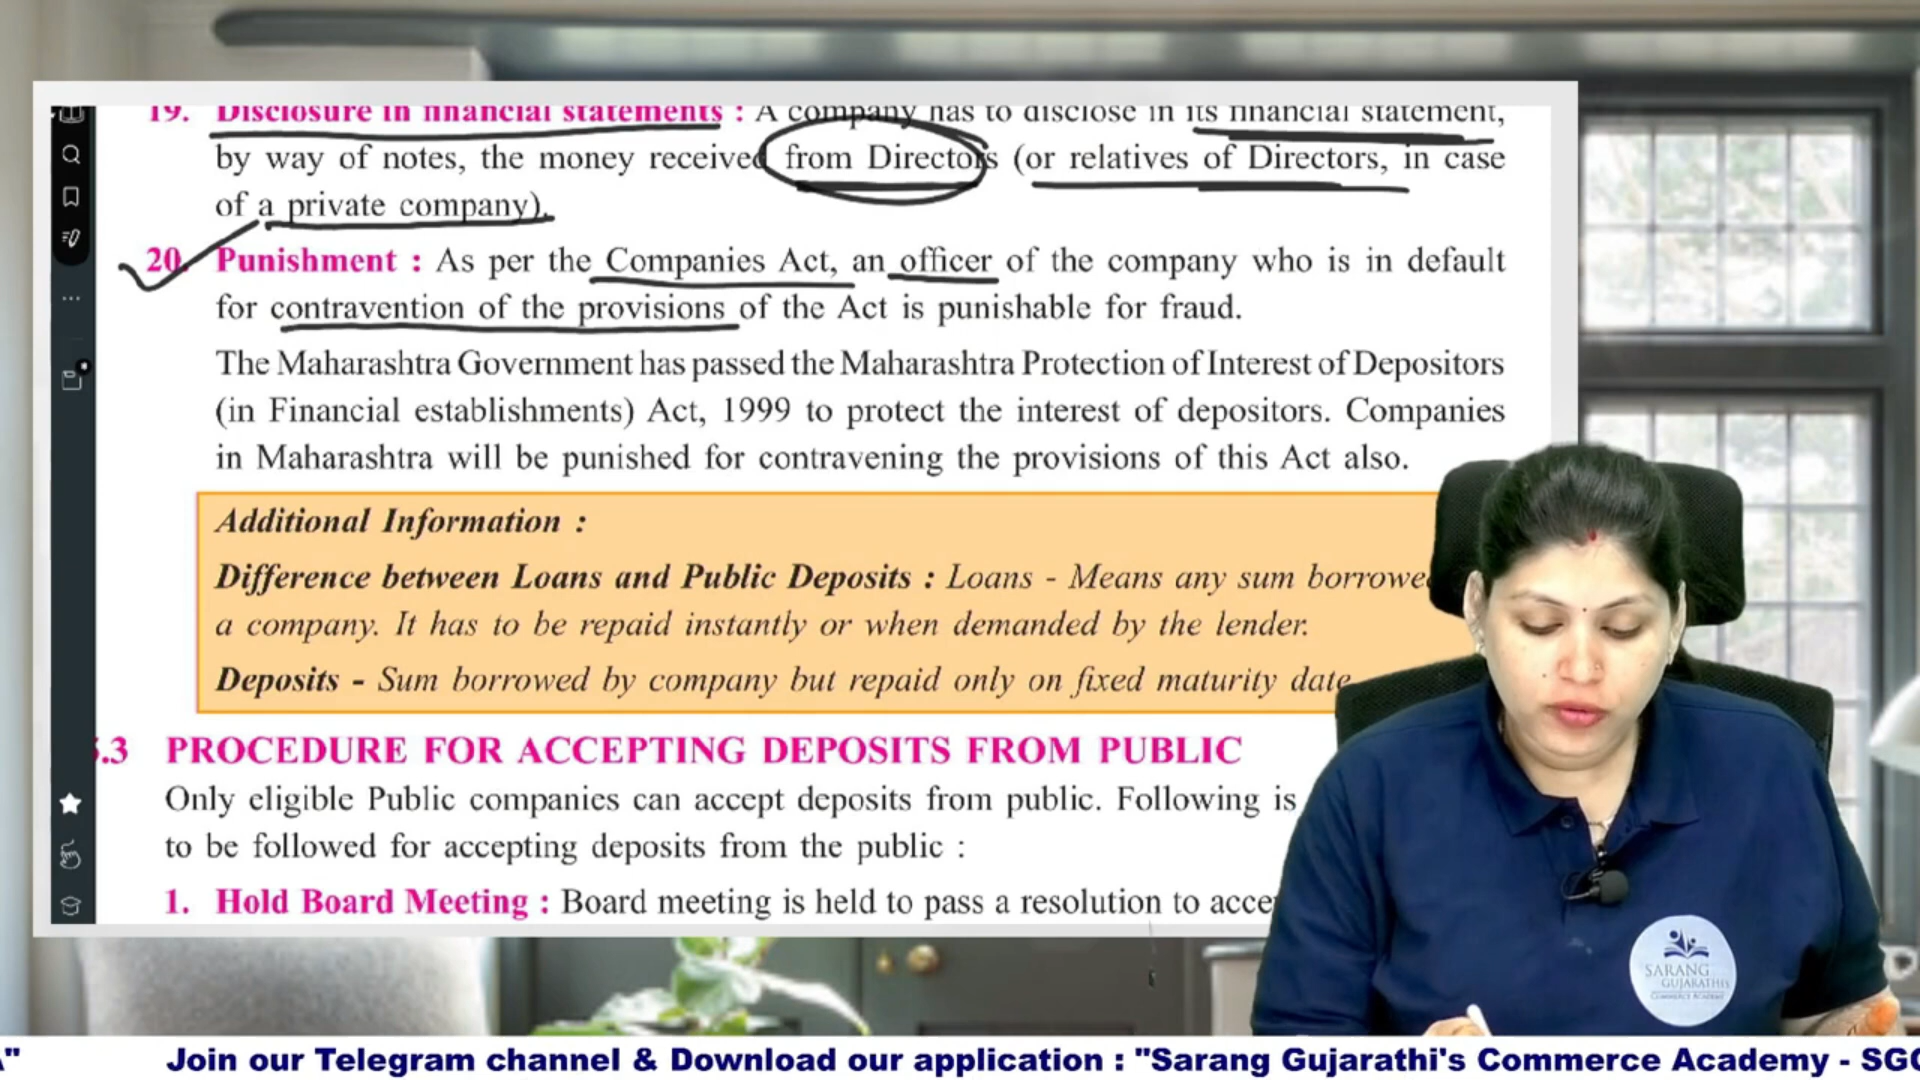 19. Disclosure in financial statements : A company has to disclose in its financial statement,
by way of notes, the money received from Directors (or relatives of Directors, in case
of a private company).
20. Punishment : As per the Companies Act, an officer of the company who is in default
for contravention of the provisions of the Act is punishable for fraud.
The Maharashtra Government has passed the Maharashtra Protection of Interest of Depositors
(in Financial establishments) Act, 1999 to protect the interest of depositors. Companies
in Maharashtra will be punished for contravening the provisions of this Act also.
Additional Information :
Difference between Loans and Public Deposits : Loans - Means any sum borrowe
a company. It has to be repaid instantly or when demanded by the lender.
Deposits - Sum borrowed by company but repaid only on fixed maturity date
.3 PROCEDURE FOR ACCEPTING DEPOSITS FROM PUBLIC
Only eligible Public companies can accept deposits from public. Following is
to be followed for accepting deposits from the public :
1. Hold Board Meeting : Board meeting is held to pass a resolution to acce
SARANG
GUJARATHI'S
COMMERCE ACADEMY
" Join our Telegram channel & Download our application : "Sarang Gujarathi's Commerce Academy - SGC